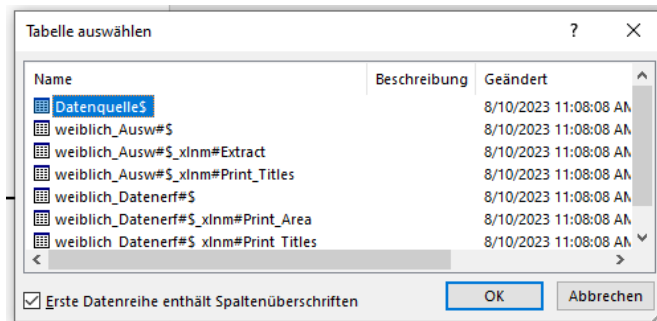 Tabelle auswählen ? ×
Name Beschreibung Geändert
Datenquelle$ 8/10/2023 11:08:08 AM
weiblich_Ausw#$ 8/10/2023 11:08:08 AM
weiblich_Ausw#$_xlnm#Extract 8/10/2023 11:08:08 AM
weiblich_Ausw#$_xlnm#Print_Titles 8/10/2023 11:08:08 AM
weiblich_Datenerf#$ 8/10/2023 11:08:08 AM
weiblich_Datenerf#$_xlnm#Print_Area 8/10/2023 11:08:08 AM
weiblich_Datenerf#$_xlnm#Print_Titles 8/10/2023 11:08:08 AM
Erste Datenreihe enthält Spaltenüberschriften OK Abbrechen